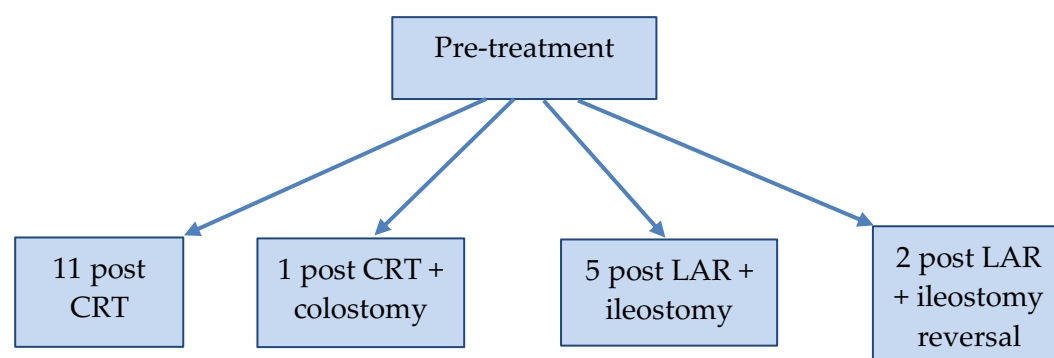 Pre-treatment
11 post
CRT
1 post CRT +
colostomy
5 post LAR +
ileostomy
2 post LAR
+ ileostomy
reversal